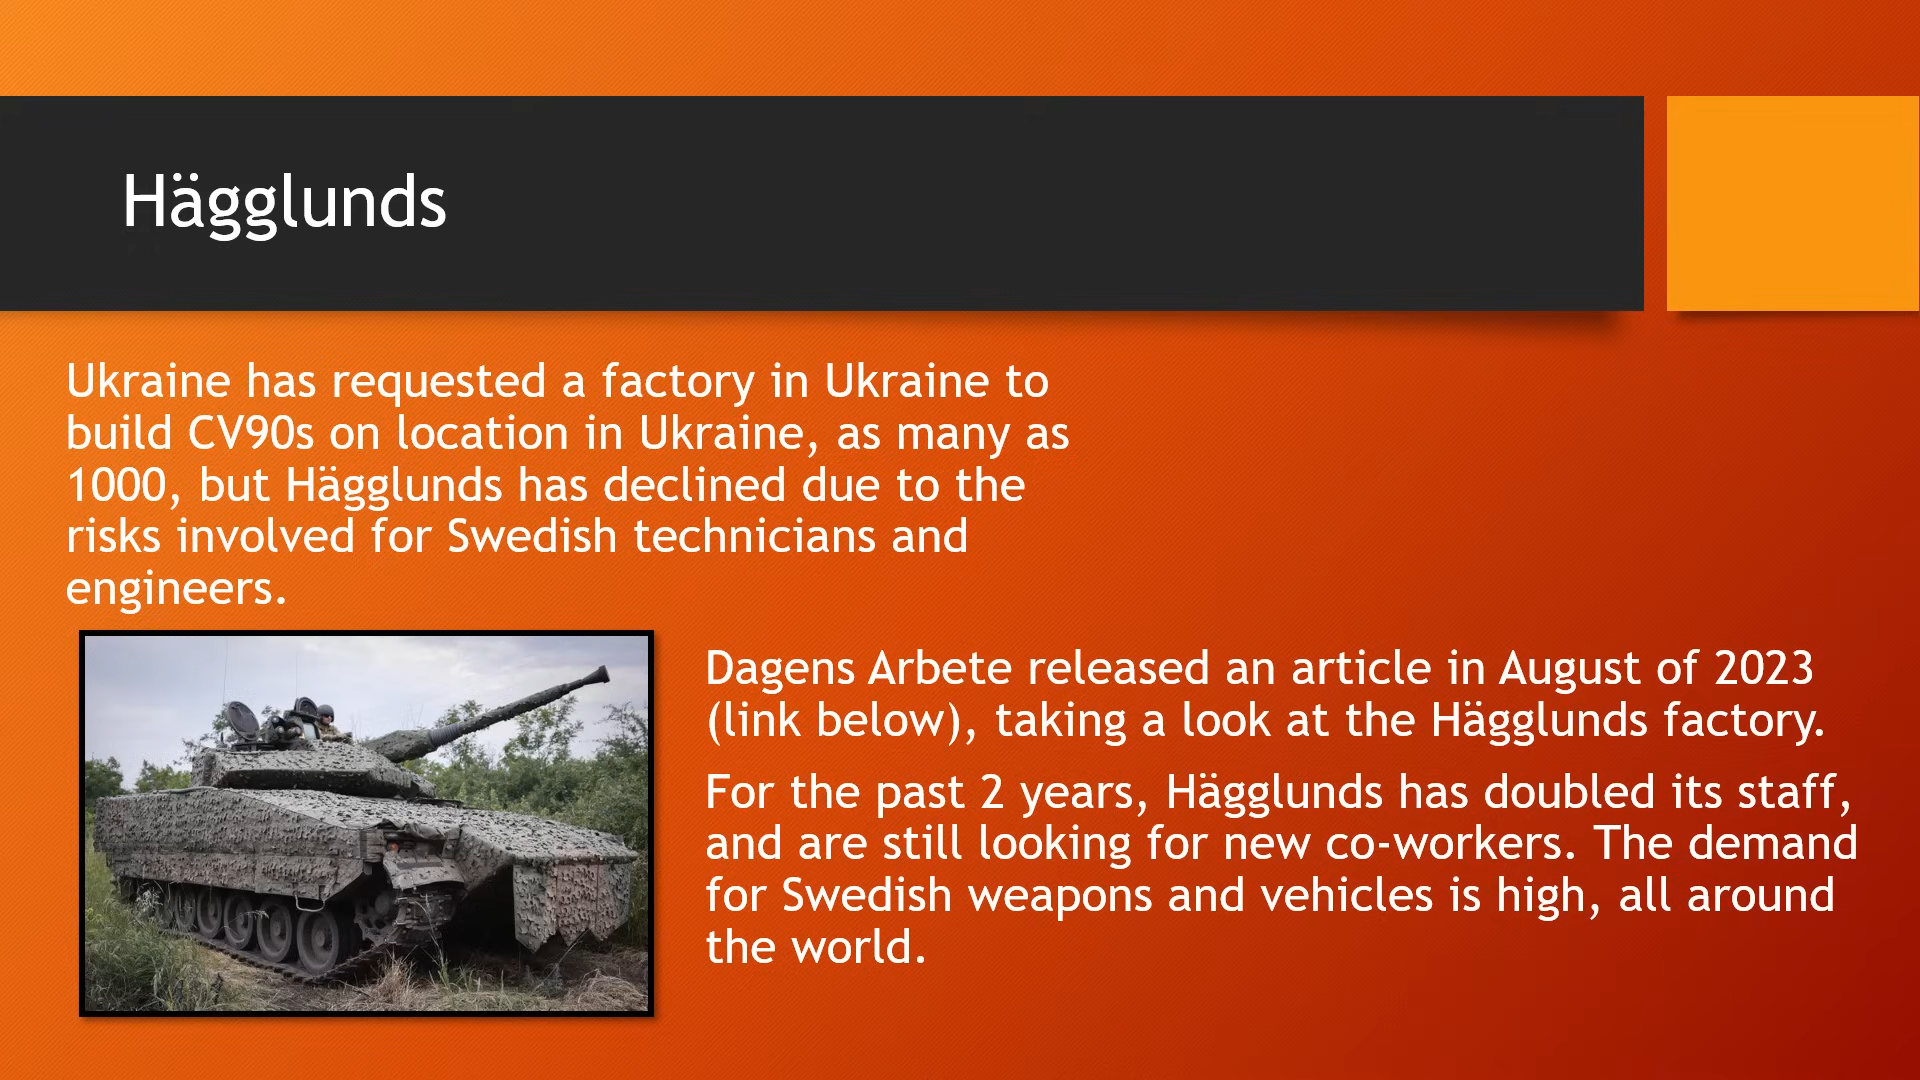 Hägglunds
Ukraine has requested a factory in Ukraine to
build CV90s on location in Ukraine, as many as
1000, but Hägglunds has declined due to the
risks involved for Swedish technicians and
engineers.
Dagens Arbete released an article in August of 2023
(link below), taking a look at the Hägglunds factory.
For the past 2 years, Hägglunds has doubled its staff,
and are still looking for new co-workers. The demand
for Swedish weapons and vehicles is high, all around
the world.